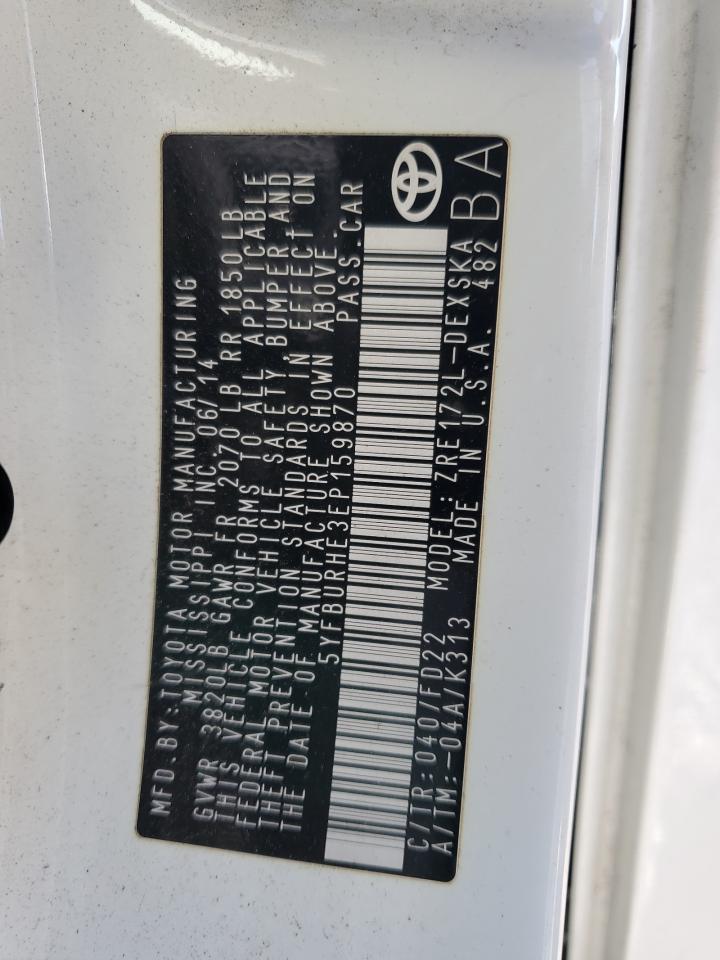 MFD.BY:TOYOTA MOTOR MANUFACTURING
MISSISSIPPI INC.06/14
GVWR 3820LB GAWR FR 2070 LB RR 1850LB
THIS VEHICLE CONFORMS TO ALL APPLICABLE
FEDERAL MOTOR VEHICLE SAFETY,BUMPER,AND
THEFT PREVENTION STANDARDS IN EFFECT ON
THE DATE OF MANUFACTURE SHOWN ABOVE.
5YFBURHE3EP159870 PASS.CAR
C/TR:040/FD22 MODEL:ZRE172L-DEXSKA
A/TM:-04A/K313 MADE IN U.S.A. 482 BA